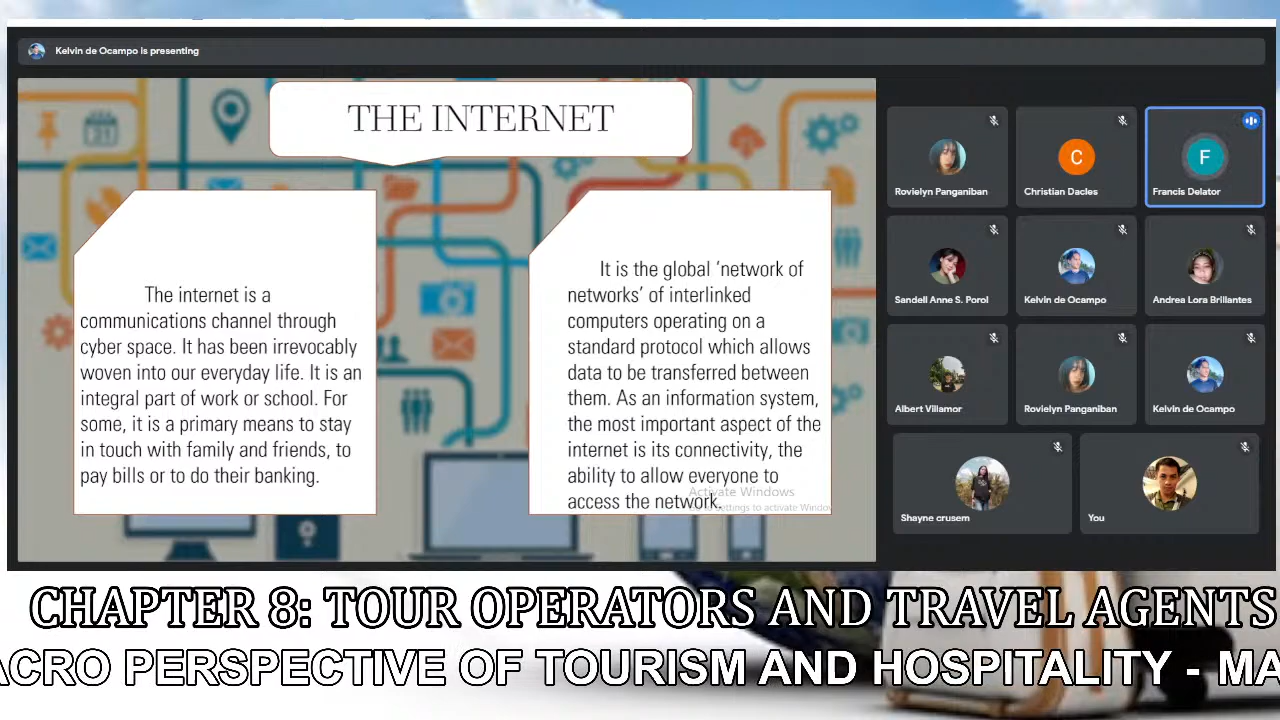 Kelvin de Ocampo is presenting
THE INTERNET
The internet is a
communications channel through
cyber space. It has been irrevocably
woven into our everyday life. It is an
integral part of work or school. For
some, it is a primary means to stay
in touch with family and friends, to
pay bills or to do their banking.
It is the global ‘network of
networks’ of interlinked
computers operating on a
standard protocol which allows
data to be transferred between
them. As an information system,
the most important aspect of the
internet is its connectivity, the
ability to allow everyone to
access the network.
Activate Windows
settings to activate Window
31
Rovielyn Panganiban
C
Christian Dacles
F
Francis Delator
Sandell Anne S. Porol
Kelvin de Ocampo
Andrea Lora Brillantes
Albert Villamor
Rovielyn Panganiban
Kelvin de Ocampo
Shayne crusem
You
CHAPTER 8: TOUR OPERATORS AND TRAVEL AGENTS
ACRO PERSPECTIVE OF TOURISM AND HOSPITALITY - MA